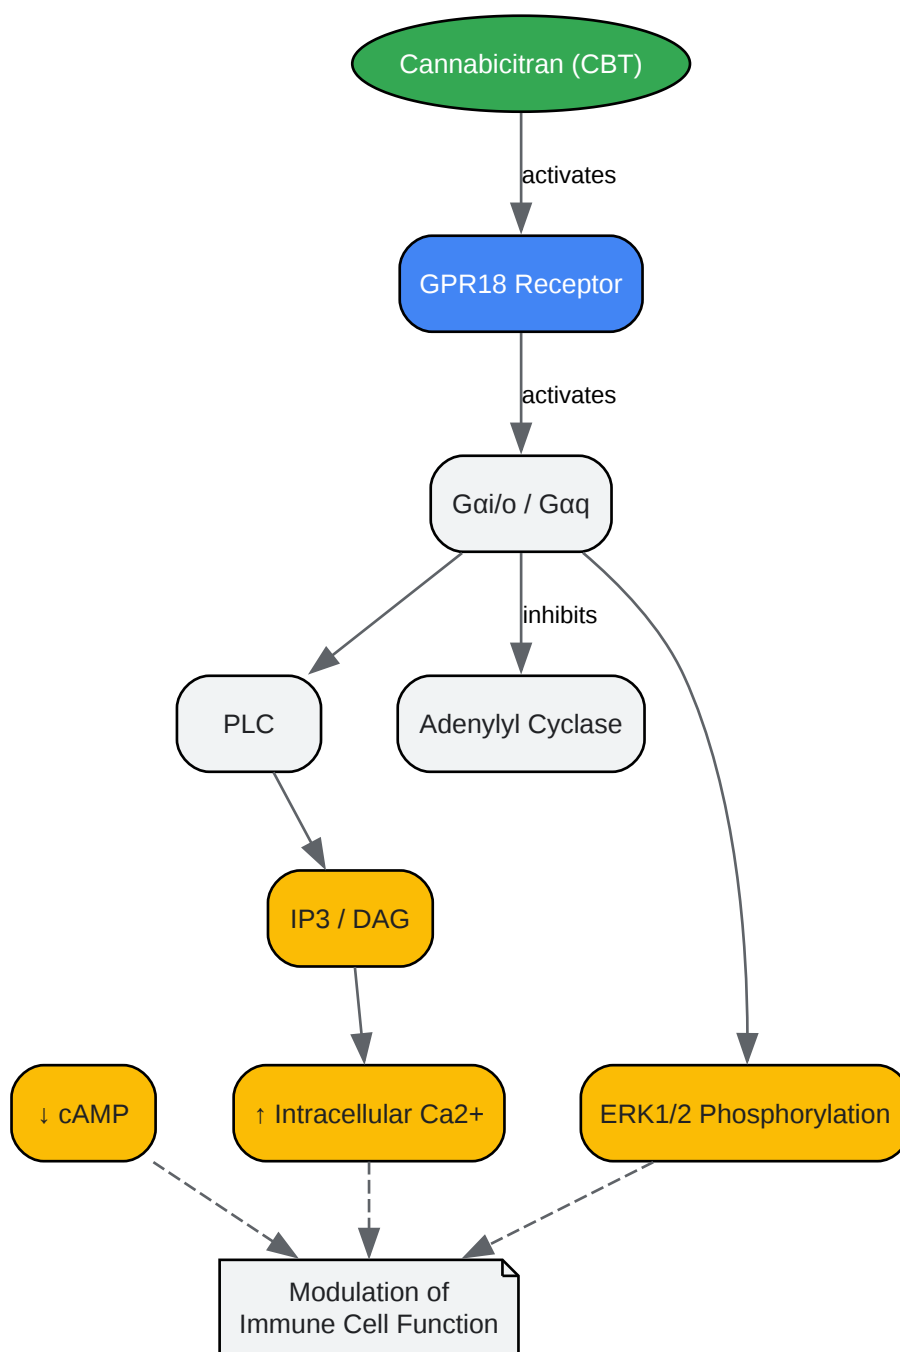 Cannabicitran (CBT)
activates
GPR18 Receptor
activates
Gαi/o / Gαq
inhibits
PLC
Adenylyl Cyclase
IP3 / DAG
↓ cAMP
↑ Intracellular Ca2+
ERK1/2 Phosphorylation
Modulation of
Immune Cell Function